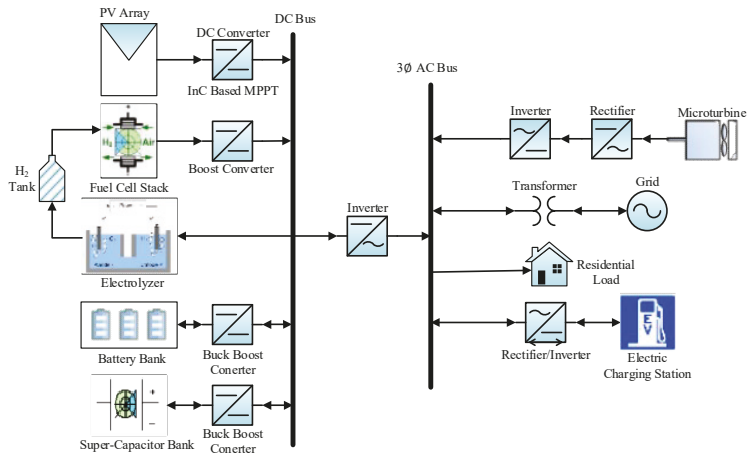 PV Array
DC Converter
InC Based MPPT
DC Bus
3Ø AC Bus
H2
Air
Fuel Cell Stack
Boost Converter
H2
Tank
Electrolyzer
Inverter
Battery Bank
Buck Boost
Conerter
Super-Capacitor Bank
Buck Boost
Conerter
Inverter
Rectifier
Microturbine
Transformer
Grid
Residential
Load
Rectifier/Inverter
EV
Electric
Charging Station